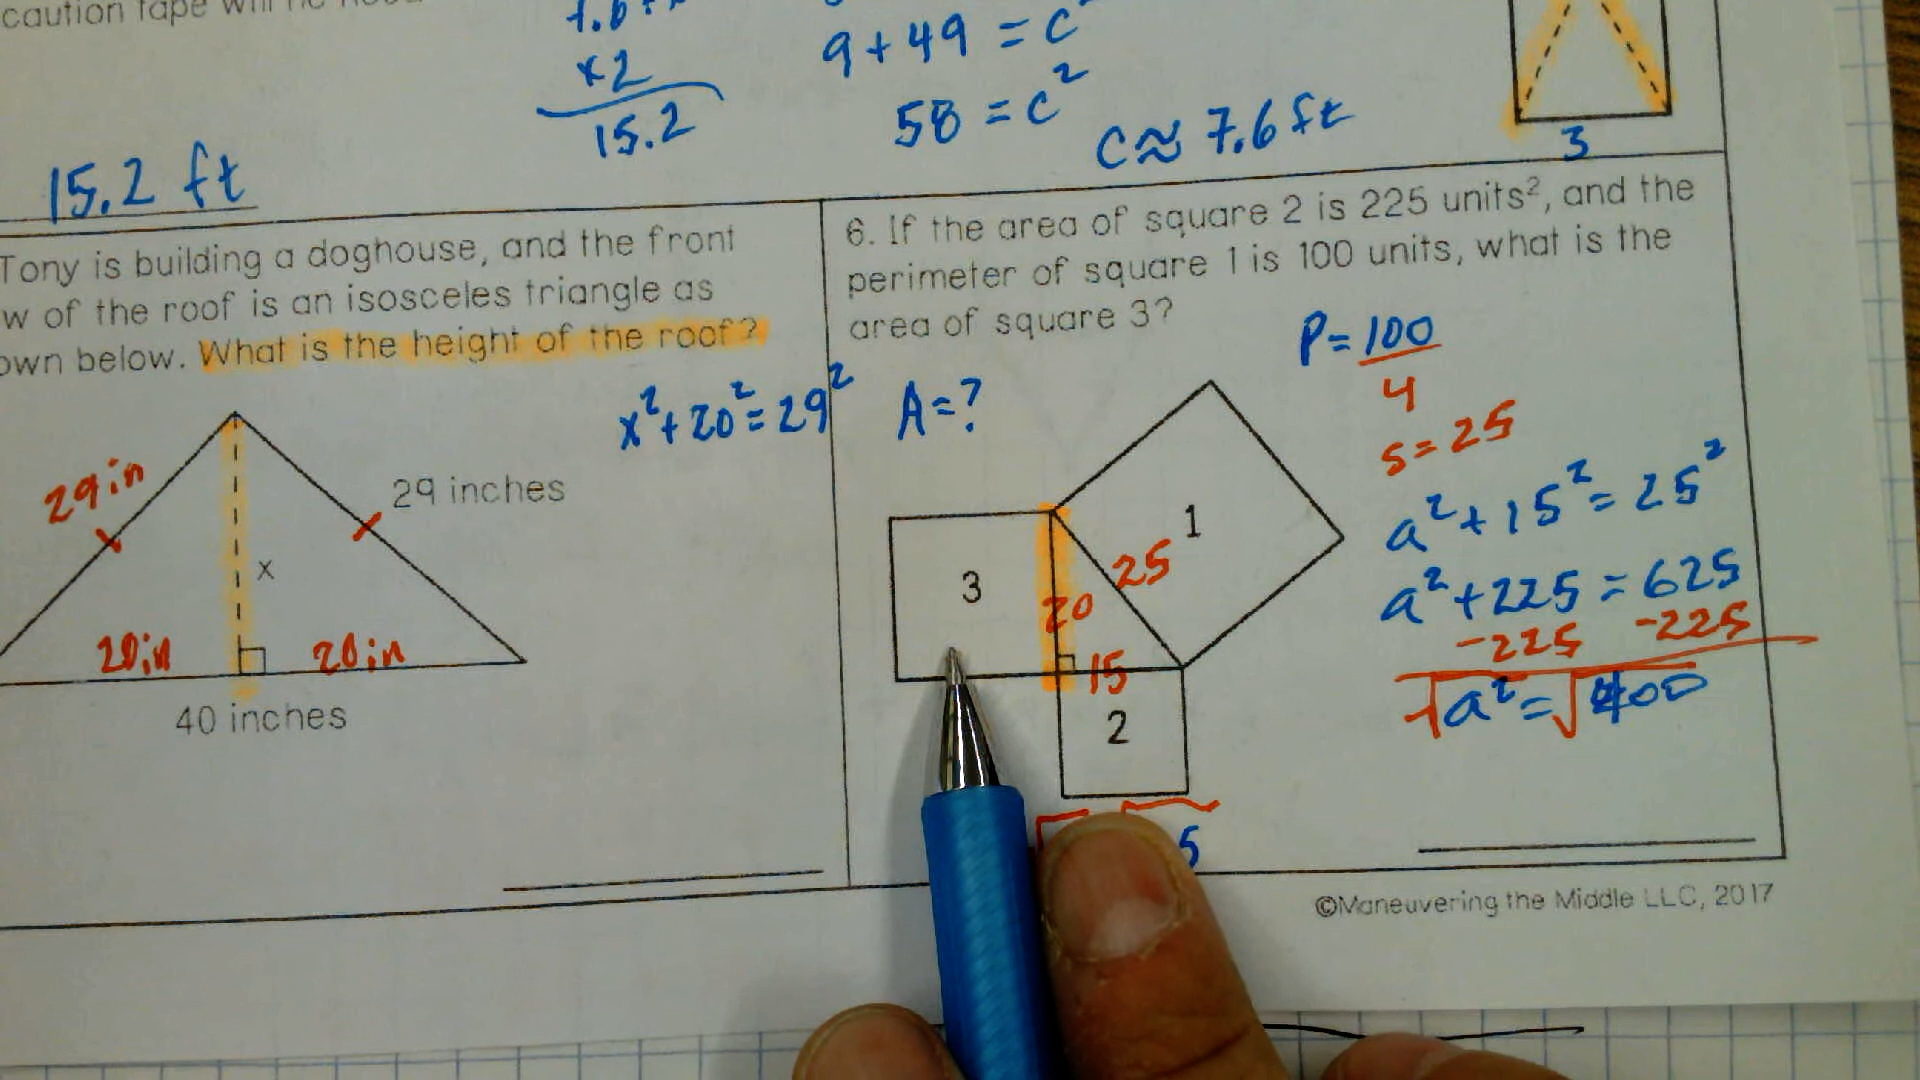 caution tape will he need
x2
15.2
9 + 49 = c²
58 = c²
c ≈ 7.6 ft
3
15.2 ft
Tony is building a doghouse, and the front
w of the roof is an isosceles triangle as
own below. What is the height of the roof?
x² + 20² = 29²
29 in
29 inches
x
20 in
20 in
40 inches
6. If the area of square 2 is 225 units², and the
perimeter of square 1 is 100 units, what is the
area of square 3?
A = ?
P = 100
4
s = 25
a² + 15² = 25²
a² + 225 = 625
-225 -225
√a² = √400
1
25
3
20
15
2
5
©Maneuvering the Middle LLC, 2017